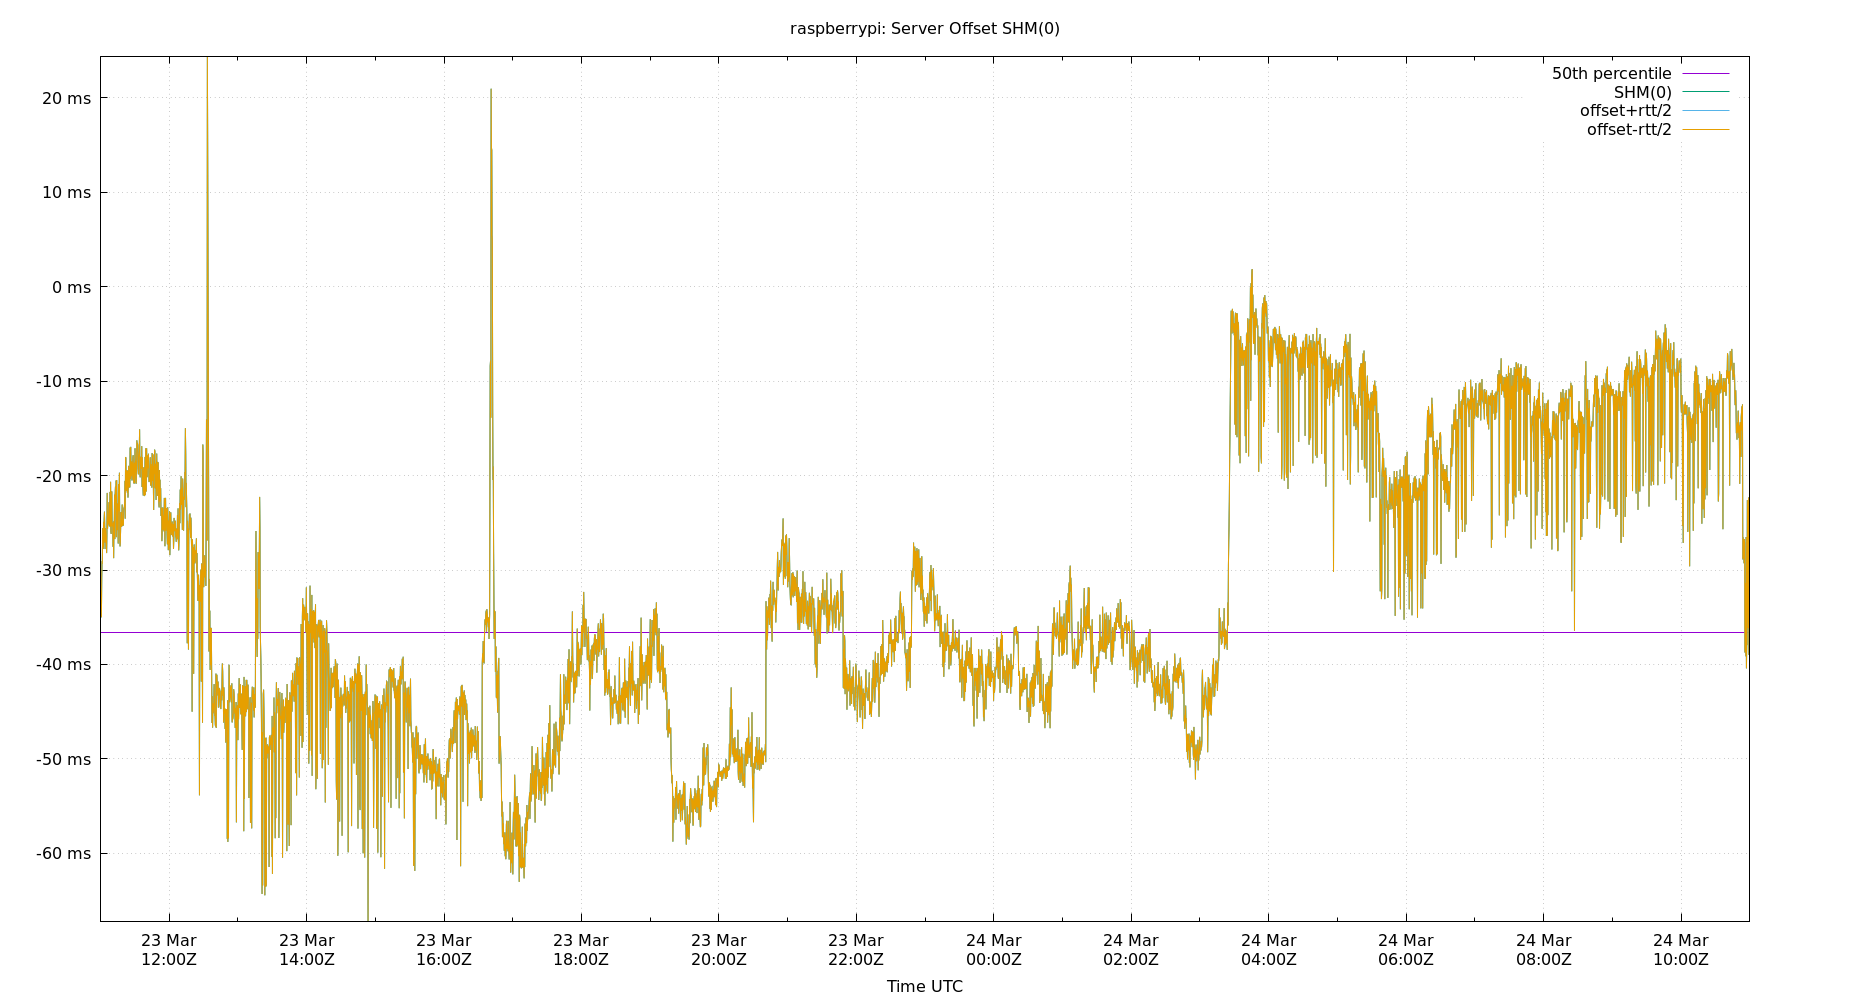 raspberrypi: Server Offset SHM(0)
50th percentile
SHM(0)
offset+rtt/2
offset-rtt/2
20 ms
10 ms
0 ms
-10 ms
-20 ms
-30 ms
-40 ms
-50 ms
-60 ms
23 Mar 23 Mar 23 Mar 23 Mar 23 Mar 23 Mar 24 Mar 24 Mar 24 Mar 24 Mar 24 Mar 24 Mar
12:00Z 14:00Z 16:00Z 18:00Z 20:00Z 22:00Z 00:00Z 02:00Z 04:00Z 06:00Z 08:00Z 10:00Z
Time UTC